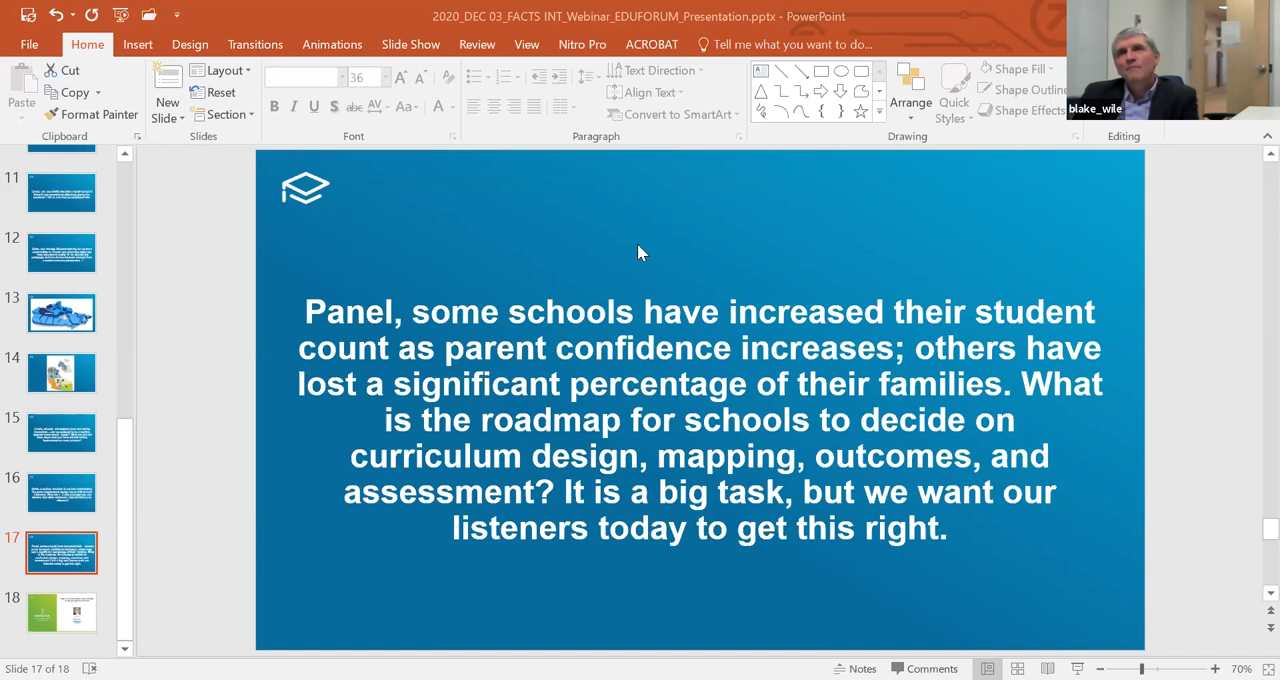 2020_DEC 03_FACTS INT_Webinar_EDUFORUM_Presentation.pptx - PowerPoint
File Home Insert Design Transitions Animations Slide Show Review View Nitro Pro ACROBAT Tell me what you want to do...
Paste
Cut
Copy
Format Painter
Clipboard
New
Slide
Layout
Reset
Section
Slides
36
B I U S abc AV Aa A
Font
Text Direction
Align Text
Convert to SmartArt
Paragraph
Arrange
Quick
Styles
Shape Fill
Shape Outline
Shape Effects
Drawing
Editing
blake_wile
11
12
13
14
15
16
17
18
Panel, some schools have increased their student
count as parent confidence increases; others have
lost a significant percentage of their families. What
is the roadmap for schools to decide on
curriculum design, mapping, outcomes, and
assessment? It is a big task, but we want our
listeners today to get this right.
Slide 17 of 18
Notes
Comments
70%